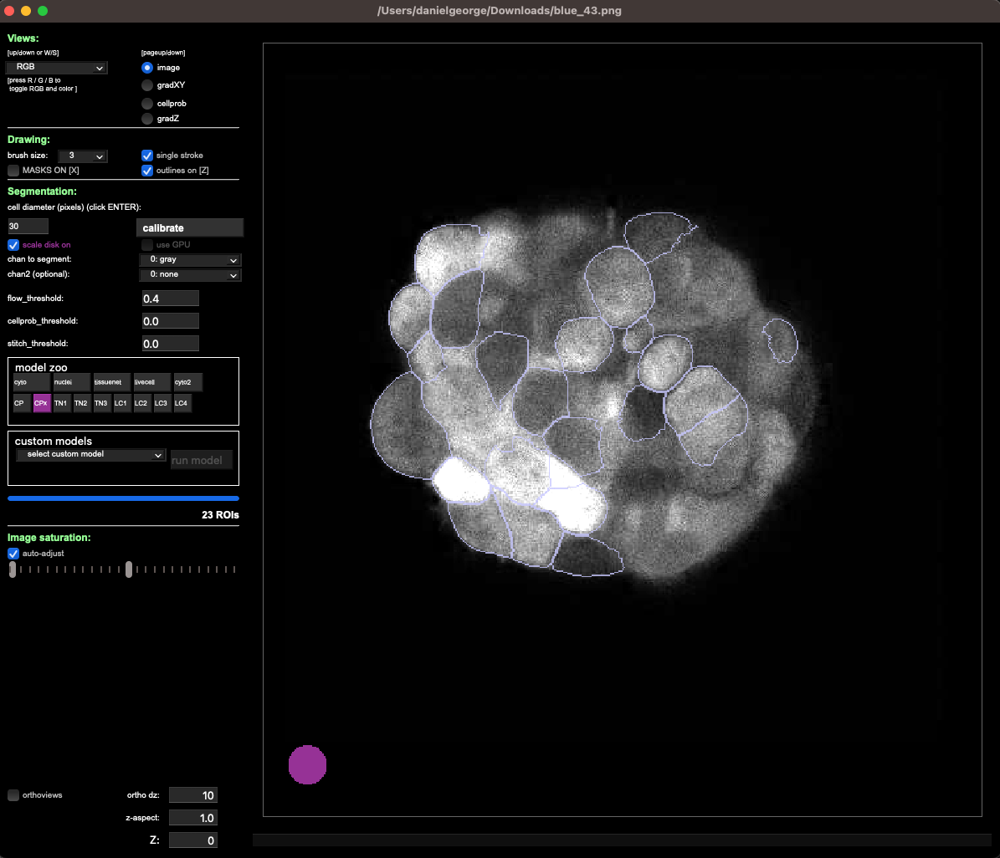 /Users/danielgeorge/Downloads/blue_43.png
Views:
[up/down or W/S]
[pageup/down]
RGB
image
[press R / G / B to
toggle RGB and color ]
gradXY
cellprob
gradZ
Drawing:
brush size:
3
single stroke
MASKS ON [X]
outlines on [Z]
Segmentation:
cell diameter (pixels) (click ENTER):
30
calibrate
scale disk on
use GPU
chan to segment:
0: gray
chan2 (optional):
0: none
flow_threshold:
0.4
cellprob_threshold:
0.0
stitch_threshold:
0.0
model zoo
cyto
nuclei
tissuenet
livecell
cyto2
CP
CPx
TN1
TN2
TN3
LC1
LC2
LC3
LC4
custom models
select custom model
run model
23 ROIs
Image saturation:
auto-adjust
orthoviews
ortho dz:
10
z-aspect:
1.0
Z:
0